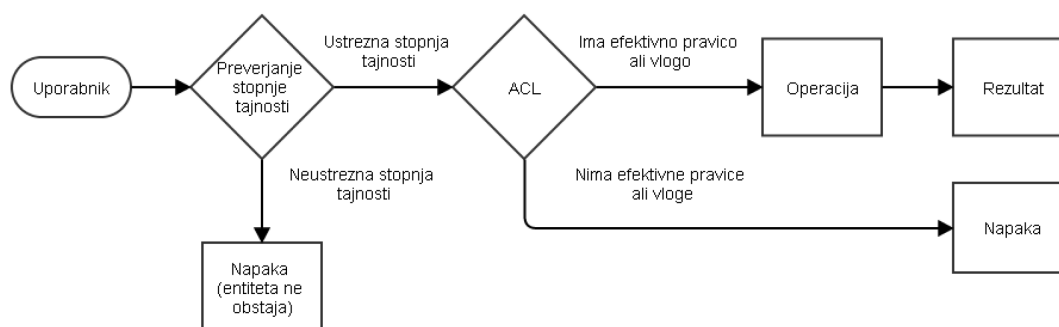 Uporabnik
Preverjanje
stopnje
tajnosti
Ustrezna stopnja
tajnosti
ACL
Ima efektivno pravico
ali vlogo
Operacija
Rezultat
Neustrezna stopnja
tajnosti
Nima efektivne pravice
ali vloge
Napaka
Napaka
(entiteta ne
obstaja)